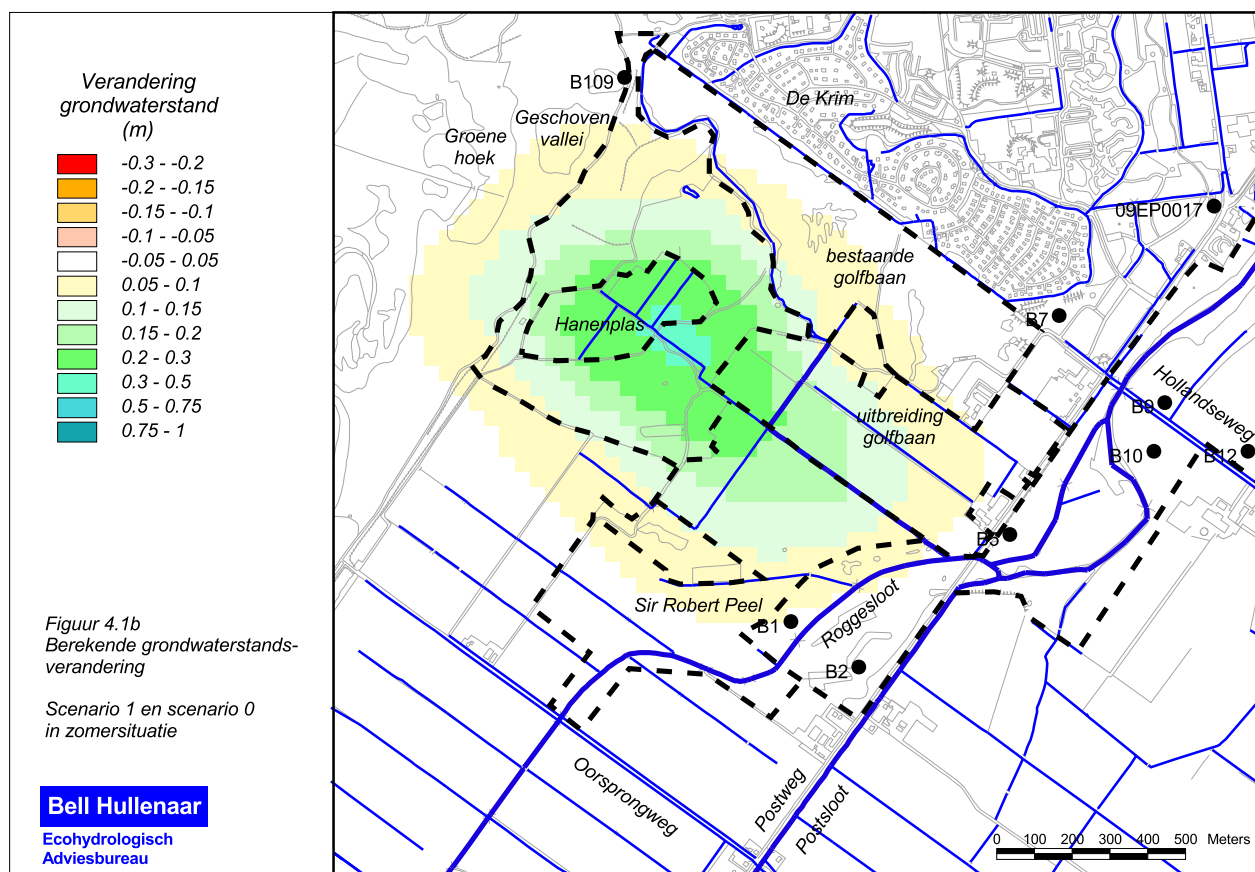 Verandering
grondwaterstand
(m)
-0.3 - -0.2
-0.2 - -0.15
-0.15 - -0.1
-0.1 - -0.05
-0.05 - 0.05
0.05 - 0.1
0.1 - 0.15
0.15 - 0.2
0.2 - 0.3
0.3 - 0.5
0.5 - 0.75
0.75 - 1
Figuur 4.1b
Berekende grondwaterstands-
verandering
Scenario 1 en scenario 0
in zomersituatie
Bell Hullenaar
Ecohydrologisch
Adviesbureau
B109
De Krim
Geschoven
vallei
Groene
hoek
09EP0017
bestaande
golfbaan
B7
Hanenplas
Hollandseweg
B9
uitbreiding
golfbaan
B10
B12
B3
Sir Robert Peel
Roggesloot
B1
B2
Oorsprongweg
Postweg
Postsloot
0 100 200 300 400 500 Meters